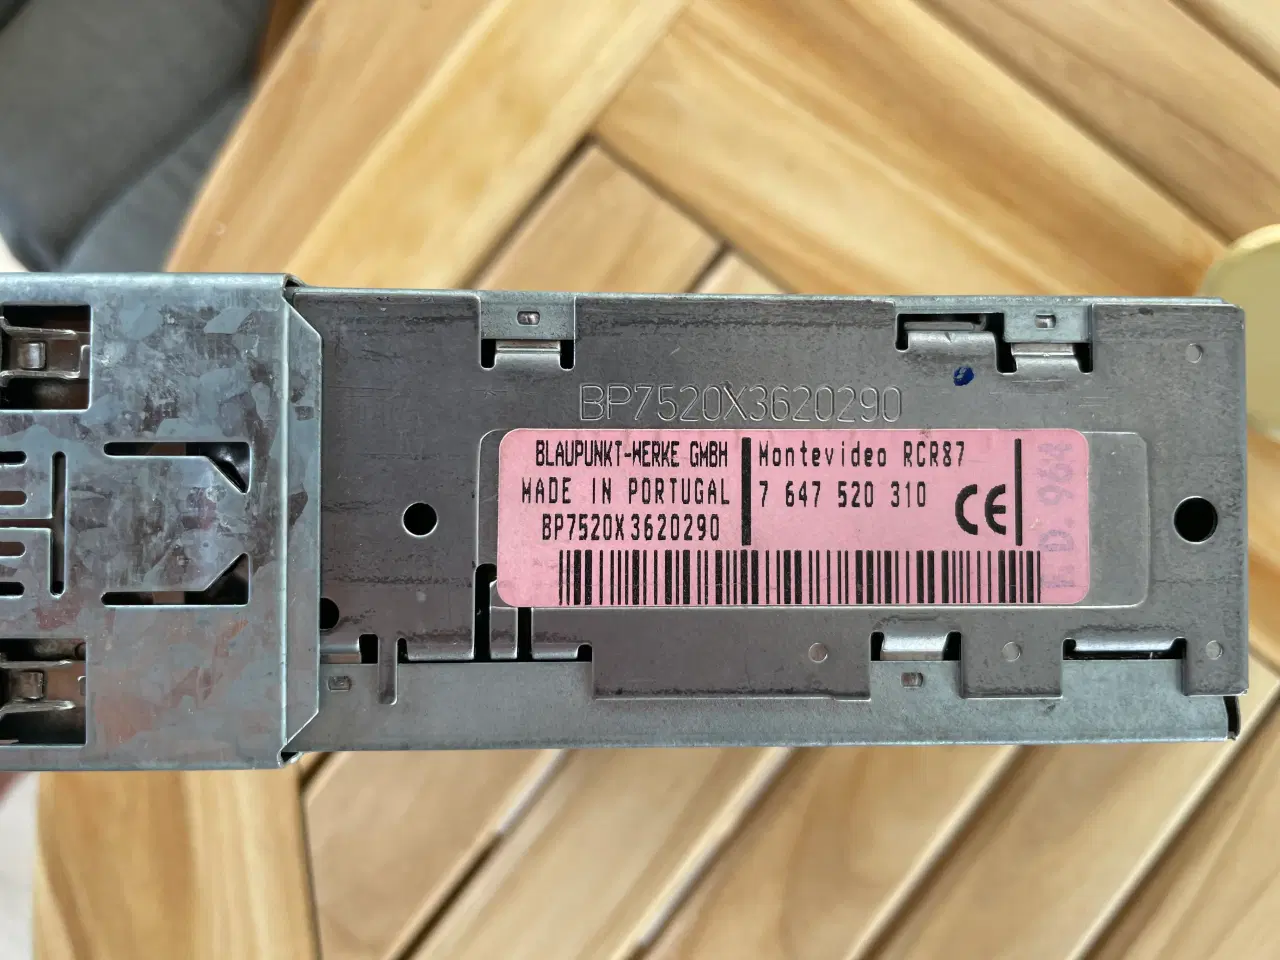 BP7520X3620290
BLAUPUNKT-WERKE GMBH
MADE IN PORTUGAL
BP7520X3620290
Montevideo RCR87
7 647 520 310
CE